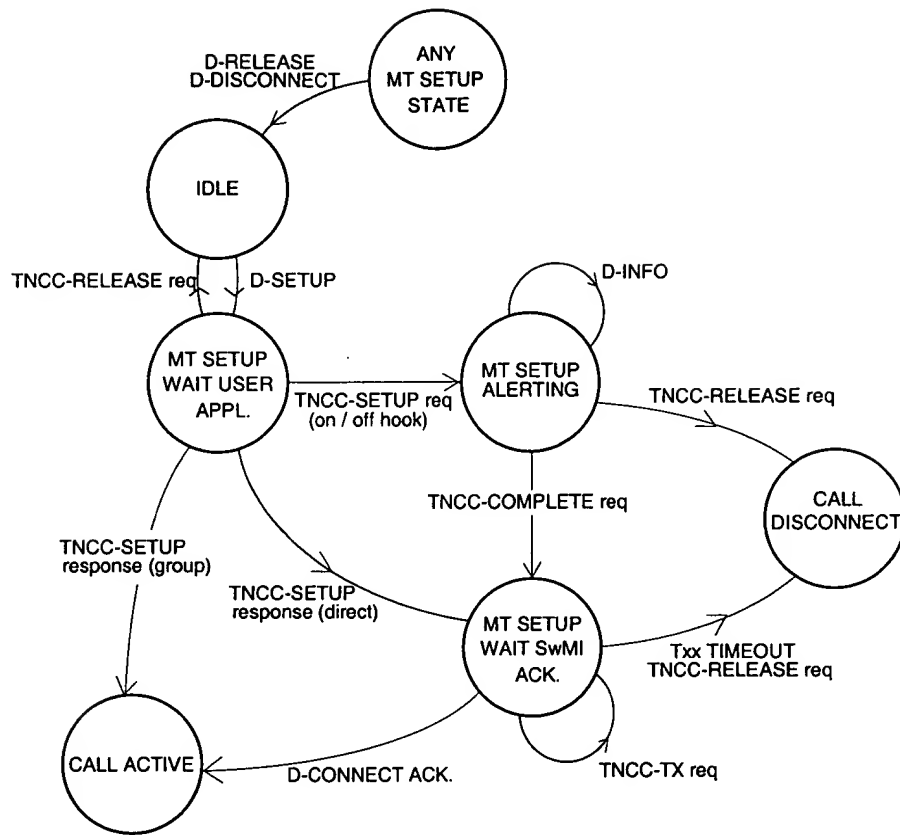 ANY
MT SETUP
STATE
D-RELEASE
D-DISCONNECT
IDLE
TNCC-RELEASE req
D-SETUP
D-INFO
MT SETUP
WAIT USER
APPL.
MT SETUP
ALERTING
TNCC-SETUP req
(on / off hook)
TNCC-RELEASE req
TNCC-COMPLETE req
CALL
DISCONNECT
TNCC-SETUP
response (group)
TNCC-SETUP
response (direct)
MT SETUP
WAIT SwMI
ACK.
Txx TIMEOUT
TNCC-RELEASE req
CALL ACTIVE
D-CONNECT ACK.
TNCC-TX req